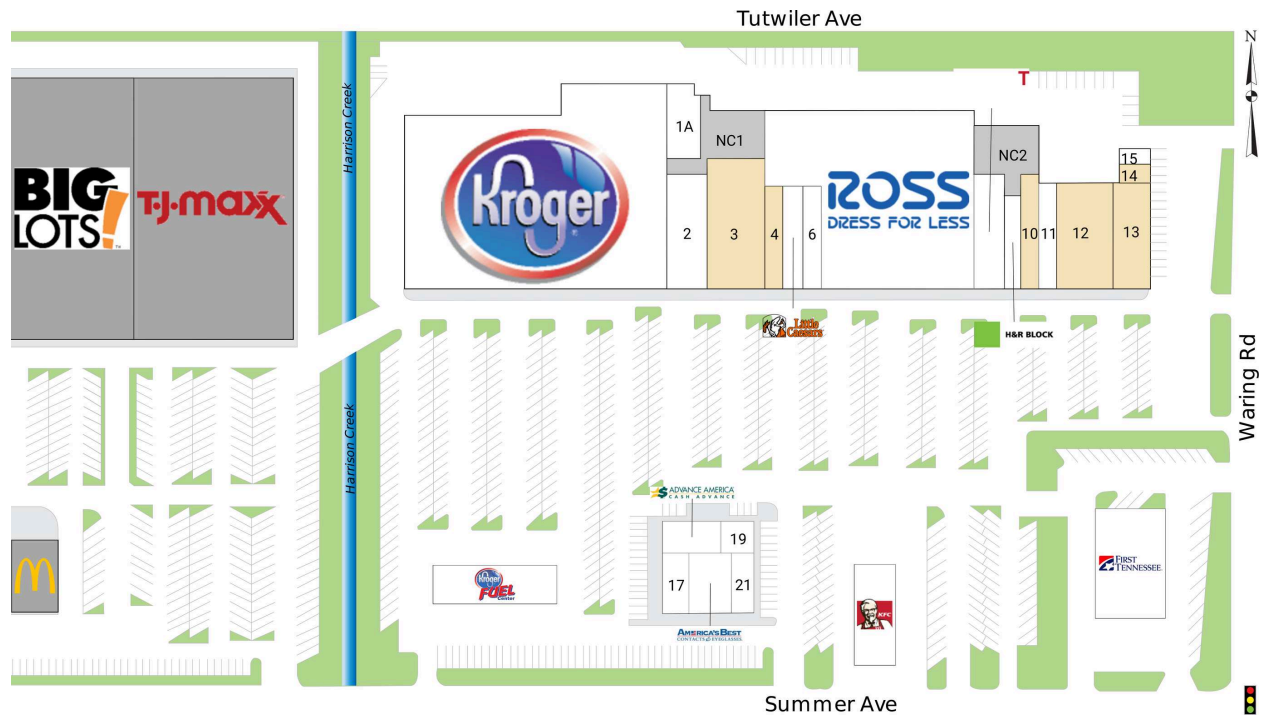 Tutwiler Ave
N
T
Harrison Creek
1A
NC1
NC2
15
14
BIG
LOTS!
T.J.maxx
Kroger
ROSS
DRESS FOR LESS
2
3
4
6
10
11
12
13
Little
Caesars
H&R BLOCK
Waring Rd
Harrison Creek
ADVANCE AMERICA
CASH ADVANCE
19
FIRST
TENNESSEE
Kroger
FUEL
Center
17
21
KFC
AMERICA'S BEST
CONTACTS & EYEGLASSES
Summer Ave